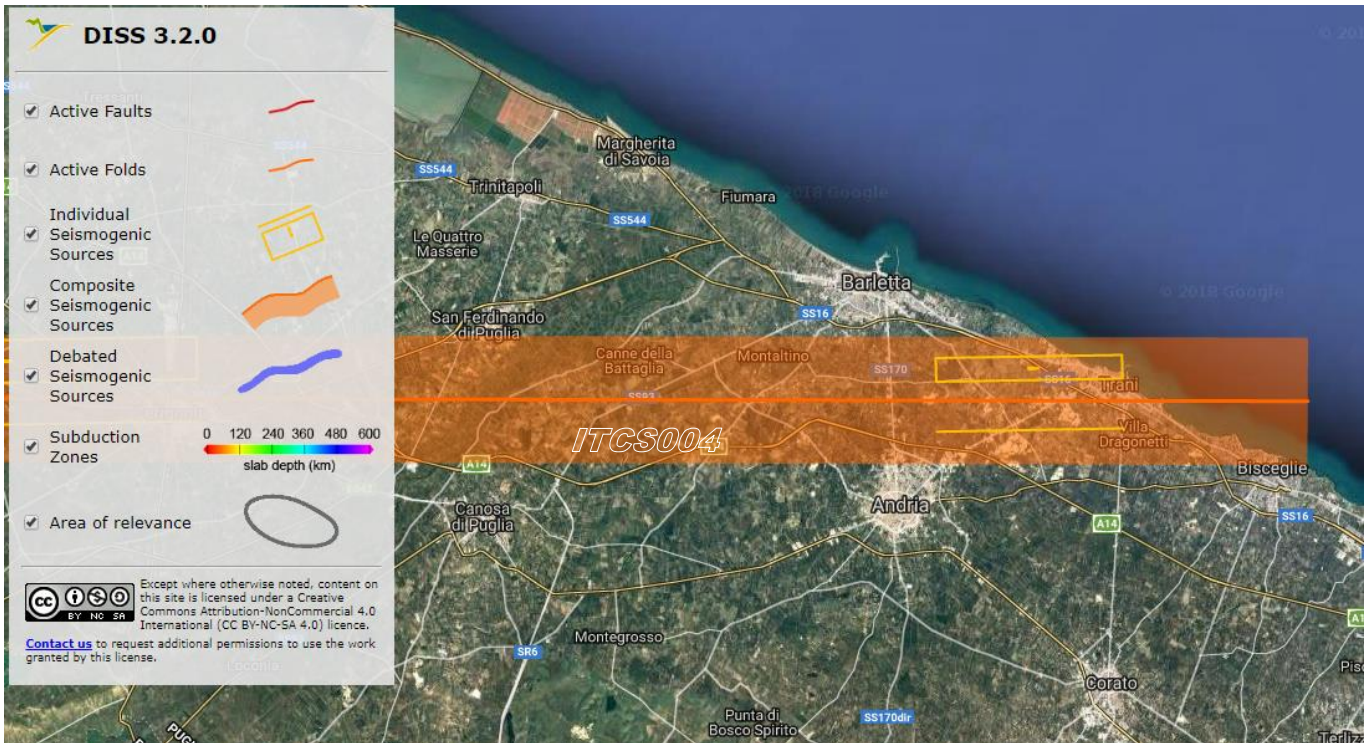 DISS 3.2.0
Active Faults
Active Folds
Individual
Seismogenic
Sources
Composite
Seismogenic
Sources
Debated
Seismogenic
Sources
Subduction
Zones
0 120 240 360 480 600
slab depth (km)
Area of relevance
cc
BY NC SA
Except where otherwise noted, content on
this site is licensed under a Creative
Commons Attribution-NonCommercial 4.0
International (CC BY-NC-SA 4.0) licence.
Contact us to request additional permissions to use the work
granted by this license.
Margherita
di Savoia
SS544
Trinitapoli
Fiumara
© 2018 Google
SS544
Le Quattro
Masserie
Barletta
© 2018 Google
SS16
San Ferdinando
di Puglia
Canne della
Battaglia
Montaltino
SS170
SS16
Trani
SS93
ITCS004
Villa
Dragonetti
A14
Bisceglie
Canosa
di Puglia
Andria
A14
SS16
Montegrosso
SR6
Corato
Punta di
Bosco Spirito
SS170dir